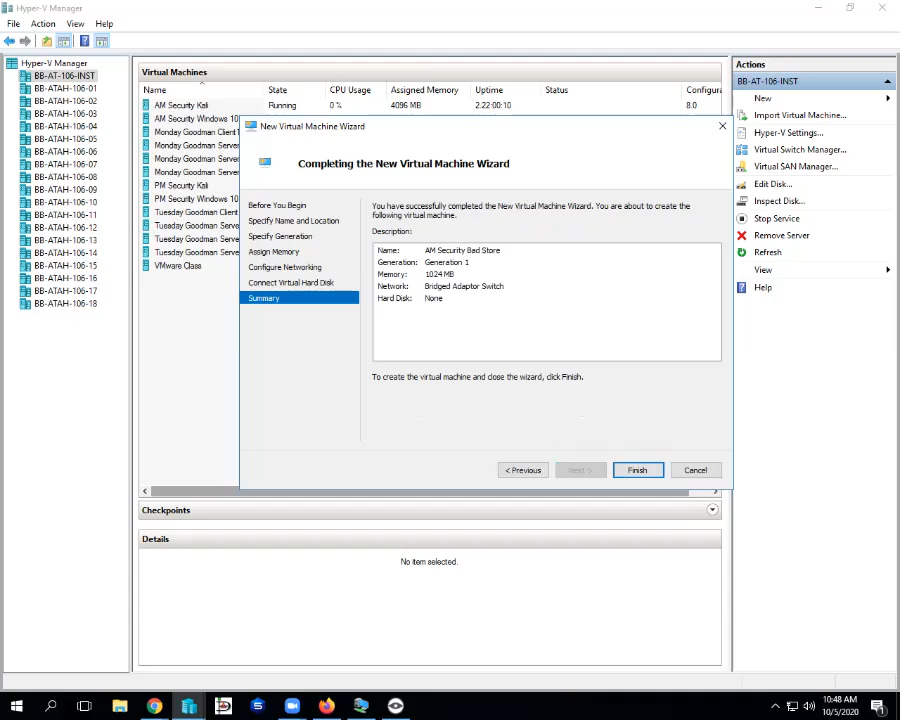 Hyper-V Manager
File Action View Help
Hyper-V Manager
BB-AT-106-INST
BB-ATAH-106-01
BB-ATAH-106-02
BB-ATAH-106-03
BB-ATAH-106-04
BB-ATAH-106-05
BB-ATAH-106-06
BB-ATAH-106-07
BB-ATAH-106-08
BB-ATAH-106-09
BB-ATAH-106-10
BB-ATAH-106-11
BB-ATAH-106-12
BB-ATAH-106-13
BB-ATAH-106-14
BB-ATAH-106-15
BB-ATAH-106-16
BB-ATAH-106-17
BB-ATAH-106-18
Virtual Machines
Name State CPU Usage Assigned Memory Uptime Status Configura
AM Security Kali Running 0 % 4096 MB 2.22:00:10 8.0
AM Security Windows 10
Monday Goodman Client1
Monday Goodman Server
Monday Goodman Server
Monday Goodman Server
PM Security Kali
PM Security Windows 10
Tuesday Goodman Client
Tuesday Goodman Serve
Tuesday Goodman Serve
Tuesday Goodman Serve
VMware Class
New Virtual Machine Wizard
Completing the New Virtual Machine Wizard
Before You Begin
Specify Name and Location
Specify Generation
Assign Memory
Configure Networking
Connect Virtual Hard Disk
Summary
You have successfully completed the New Virtual Machine Wizard. You are about to create the
following virtual machine.
Description:
Name: AM Security Bad Store
Generation: Generation 1
Memory: 1024 MB
Network: Bridged Adaptor Switch
Hard Disk: None
To create the virtual machine and close the wizard, click Finish.
< Previous Next > Finish Cancel
Checkpoints
Details
No item selected.
Actions
BB-AT-106-INST
New
Import Virtual Machine...
Hyper-V Settings...
Virtual Switch Manager...
Virtual SAN Manager...
Edit Disk...
Inspect Disk...
Stop Service
Remove Server
Refresh
View
Help
10:48 AM
10/5/2020